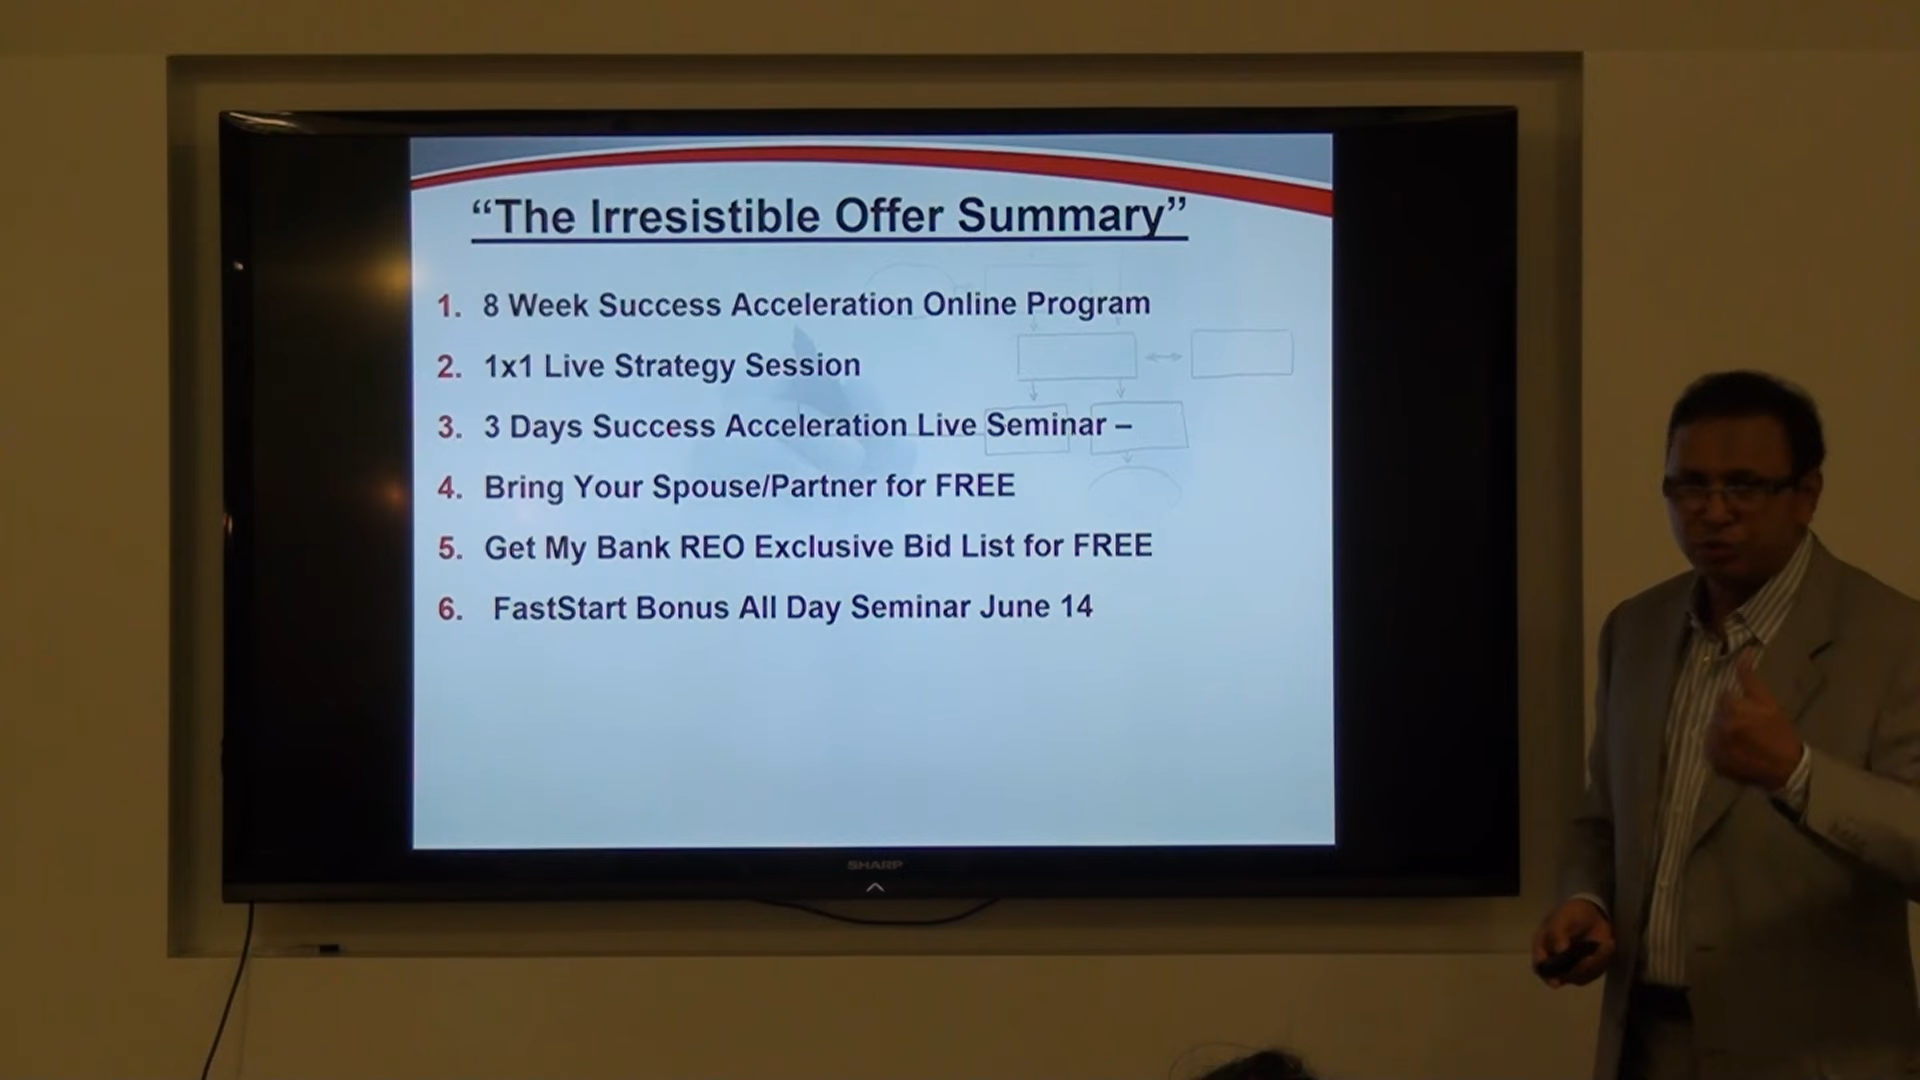 “The Irresistible Offer Summary”
1. 8 Week Success Acceleration Online Program
2. 1x1 Live Strategy Session
3. 3 Days Success Acceleration Live Seminar –
4. Bring Your Spouse/Partner for FREE
5. Get My Bank REO Exclusive Bid List for FREE
6. FastStart Bonus All Day Seminar June 14
SHARP